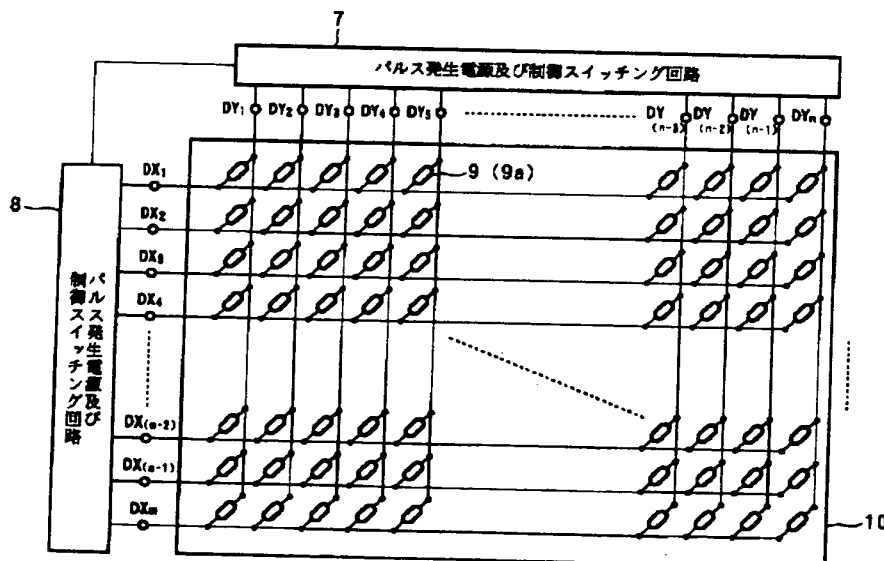 7
パルス発生電源及び制御スイッチング回路
DY₁ DY₂ DY₃ DY₄ DY₅ DY(n-3) DY(n-2) DY(n-1) DYn
9 (9a)
8
パルス発生電源及び
制御スイッチング回路
DX₁
DX₂
DX₃
DX₄
DX(m-2)
DX(m-1)
DXm
10